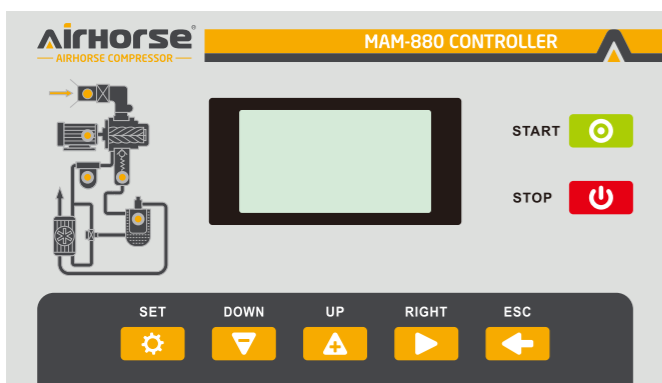 AIRHORSE®
AIRHORSE COMPRESSOR
MAM-880 CONTROLLER
START
STOP
SET DOWN UP RIGHT ESC